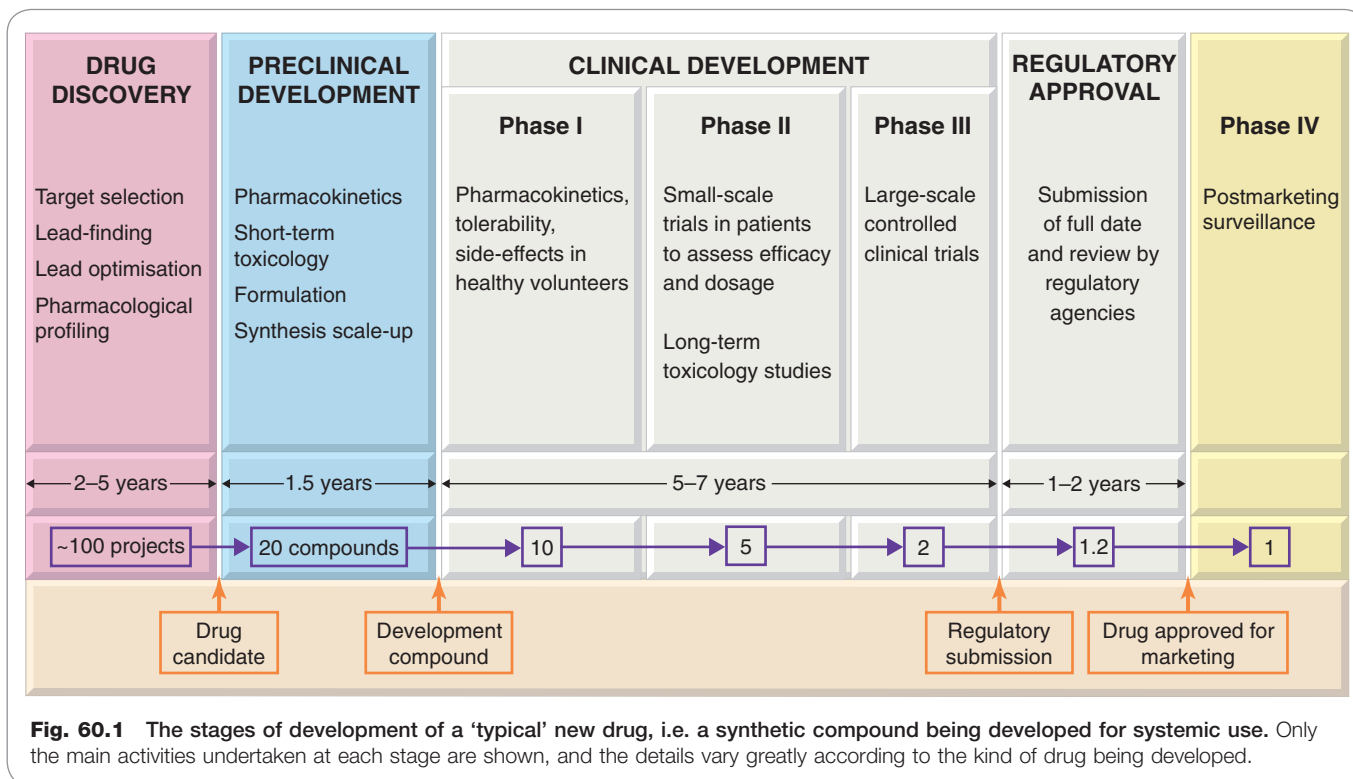 DRUG
DISCOVERY
Target selection
Lead-finding
Lead optimisation
Pharmacological
profiling
PRECLINICAL
DEVELOPMENT
Pharmacokinetics
Short-term
toxicology
Formulation
Synthesis scale-up
CLINICAL DEVELOPMENT
Phase I
Pharmacokinetics,
tolerability,
side-effects in
healthy volunteers
Phase II
Small-scale
trials in patients
to assess efficacy
and dosage
Long-term
toxicology studies
Phase III
Large-scale
controlled
clinical trials
REGULATORY
APPROVAL
Submission
of full date
and review by
regulatory
agencies
Phase IV
Postmarketing
surveillance
2–5 years
1.5 years
5–7 years
1–2 years
~100 projects
20 compounds
10
5
2
1.2
1
Drug
candidate
Development
compound
Regulatory
submission
Drug approved for
marketing
Fig. 60.1 The stages of development of a ‘typical’ new drug, i.e. a synthetic compound being developed for systemic use. Only
the main activities undertaken at each stage are shown, and the details vary greatly according to the kind of drug being developed.